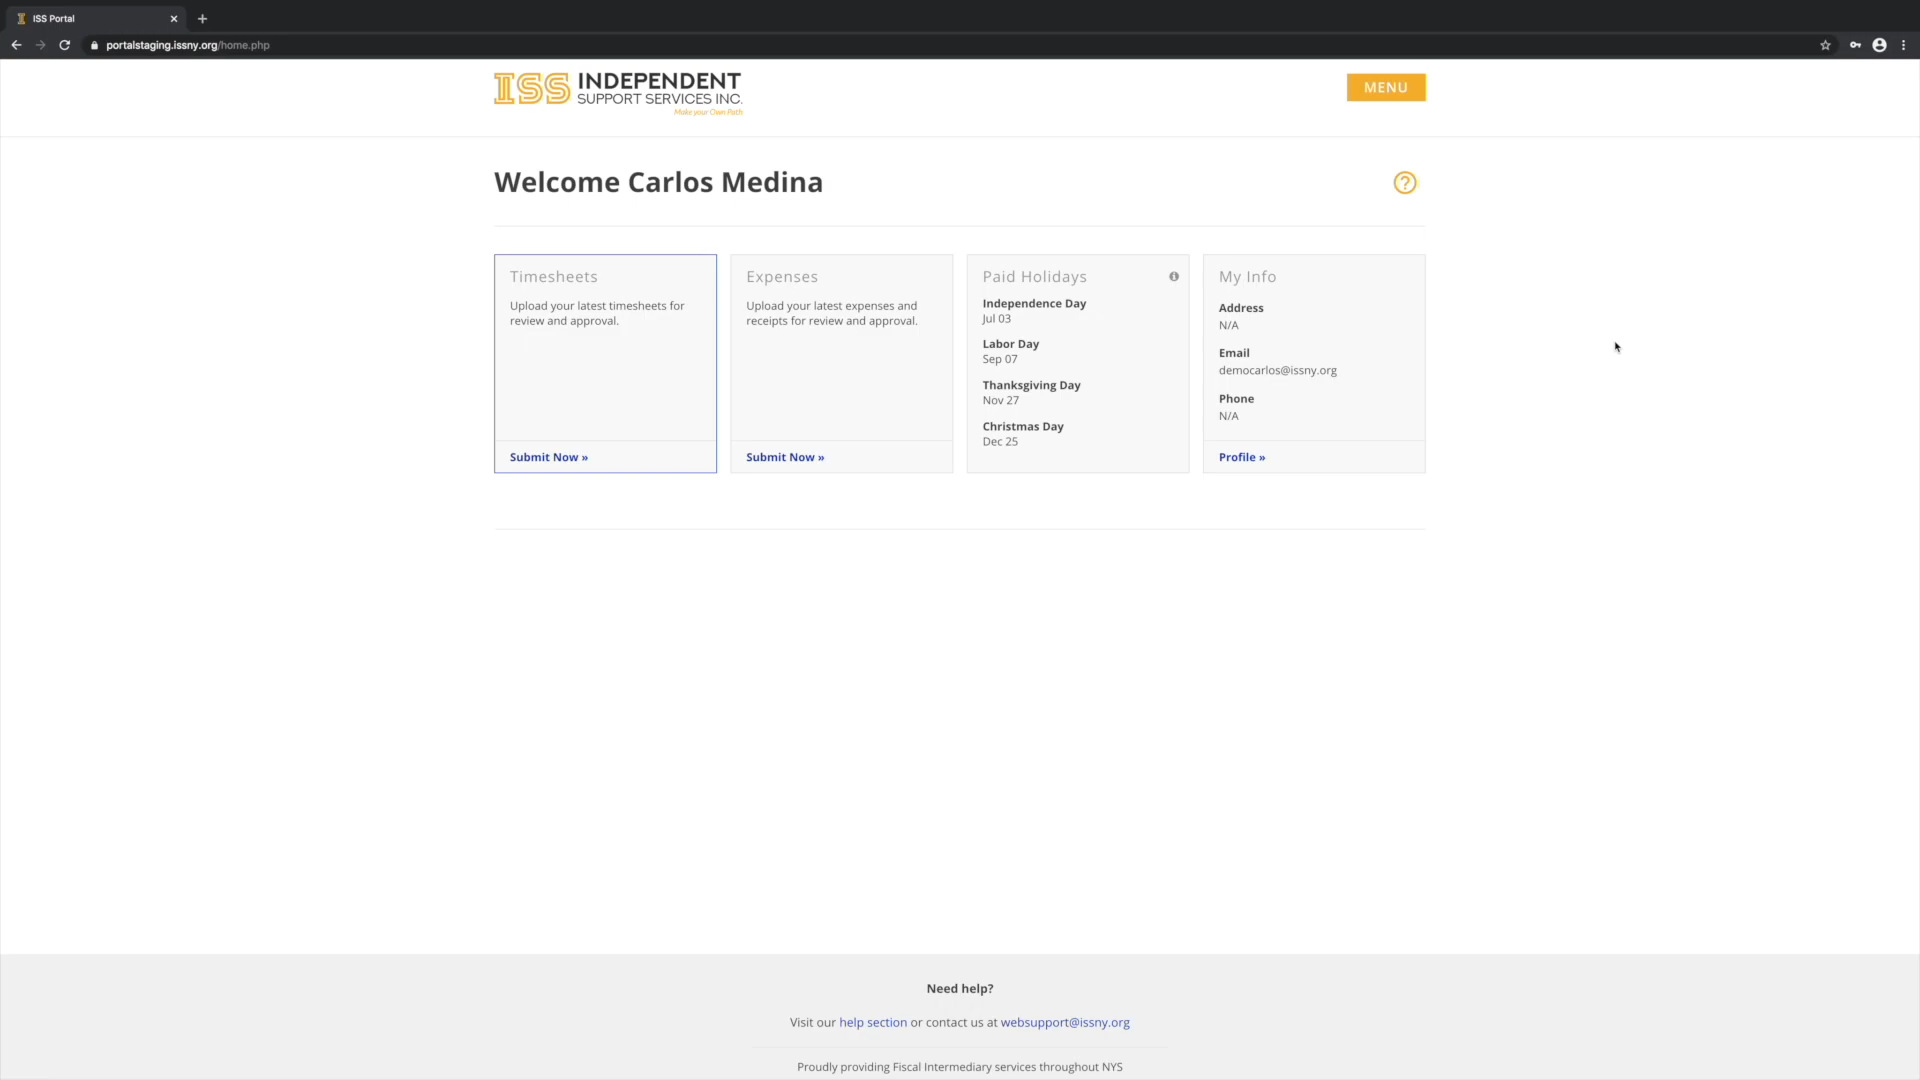 ISS Portal
portalstaging.issny.org/home.php
ISS INDEPENDENT
SUPPORT SERVICES INC.
Make your Own Path
MENU
Welcome Carlos Medina
Timesheets
Upload your latest timesheets for
review and approval.
Submit Now »
Expenses
Upload your latest expenses and
receipts for review and approval.
Submit Now »
Paid Holidays
Independence Day
Jul 03
Labor Day
Sep 07
Thanksgiving Day
Nov 27
Christmas Day
Dec 25
My Info
Address
N/A
Email
democarlos@issny.org
Phone
N/A
Profile »
Need help?
Visit our help section or contact us at websupport@issny.org
Proudly providing Fiscal Intermediary services throughout NYS